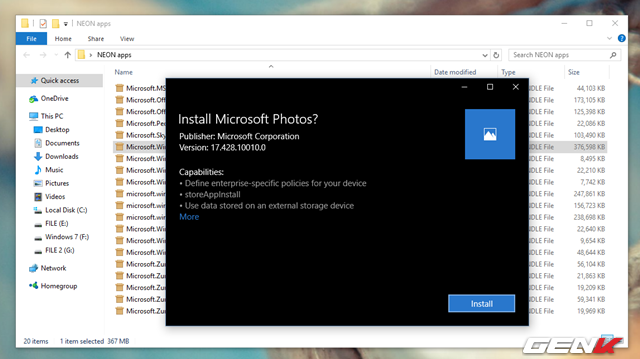 NEON apps
File Home Share View
NEON apps
Search NEON apps
Name Date modified Type Size
Quick access
OneDrive
This PC
Desktop
Documents
Downloads
Music
Pictures
Videos
Local Disk (C:)
FILE (E:)
Windows 7 (F:)
FILE 2 (G:)
Network
Homegroup
Microsoft.MS
Microsoft.Off
Microsoft.Off
Microsoft.Peo
Microsoft.Sky
Microsoft.Win
Microsoft.Wi
Microsoft.Wi
Microsoft.Wi
microsoft.win
microsoft.win
microsoft.win
Microsoft.Wi
Microsoft.Wi
Microsoft.Wi
Microsoft.Zu
Microsoft.Zu
Microsoft.Zu
Microsoft.Zu
Microsoft.Zu
Install Microsoft Photos?
Publisher: Microsoft Corporation
Version: 17.428.10010.0
Capabilities:
• Define enterprise-specific policies for your device
• storeAppInstall
• Use data stored on an external storage device
More
Install
NDLE File 44,103 KB
NDLE File 173,105 KB
NDLE File 125,398 KB
NDLE File 22,086 KB
NDLE File 103,490 KB
NDLE File 376,598 KB
NDLE File 8,495 KB
NDLE File 22,210 KB
NDLE File 7,742 KB
NDLE File 247,861 KB
NDLE File 156,723 KB
NDLE File 238,698 KB
NDLE File 22,640 KB
NDLE File 9,654 KB
NDLE File 48,644 KB
NDLE File 56,104 KB
NDLE File 21,863 KB
NDLE File 19,209 KB
NDLE File 59,341 KB
NDLE File 19,969 KB
20 items 1 item selected 367 MB
GENK